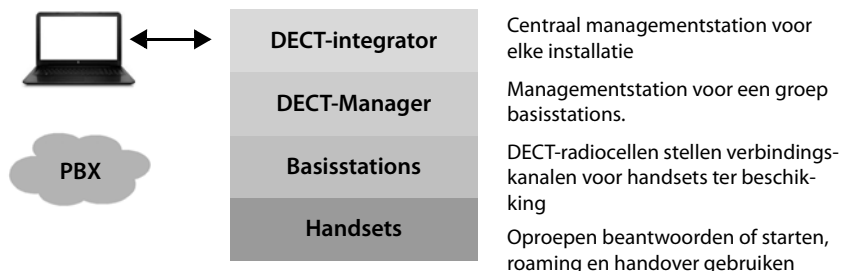 DECT-integrator
Centraal managementstation voor
elke installatie
DECT-Manager
Managementstation voor een groep
basisstations.
PBX
Basisstations
DECT-radiocellen stellen verbindings-
kanalen voor handsets ter beschik-
king
Handsets
Oproepen beantwoorden of starten,
roaming en handover gebruiken